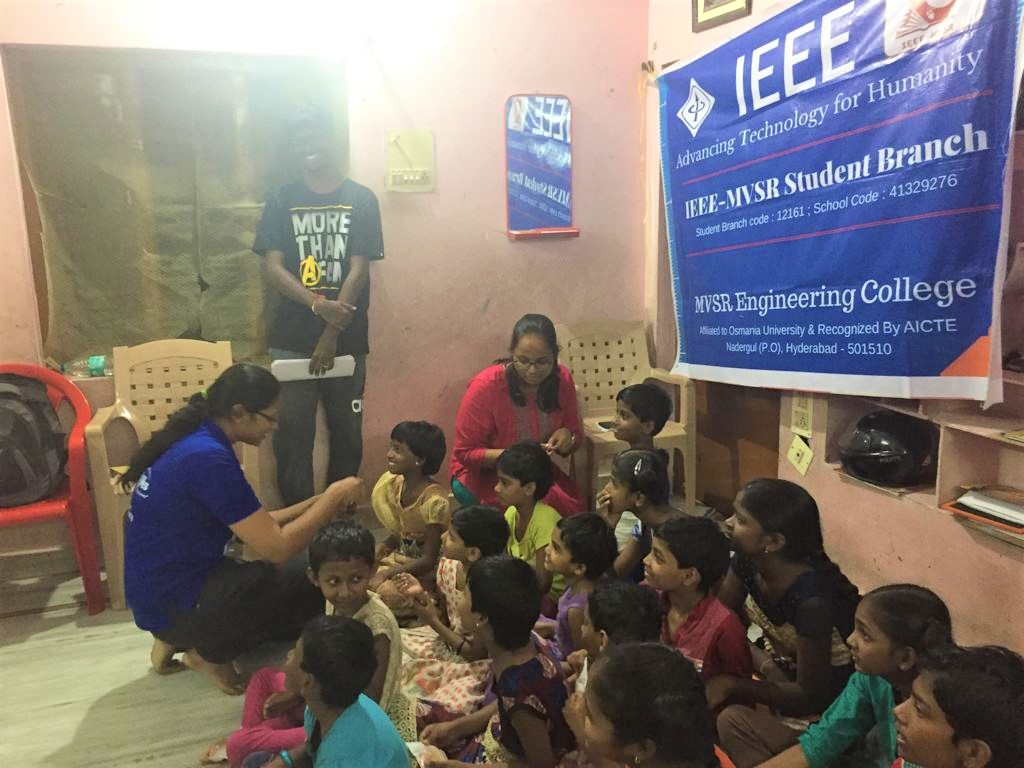 IEEE
Advancing Technology for Humanity
IEEE-MVSR Student Branch
Student Branch code : 12161 ; School Code : 41329276
MVSR Engineering College
Affiliated to Osmania University & Recognized By AICTE
Nadergul (P.O), Hyderabad - 501510
MORE
THAN
A